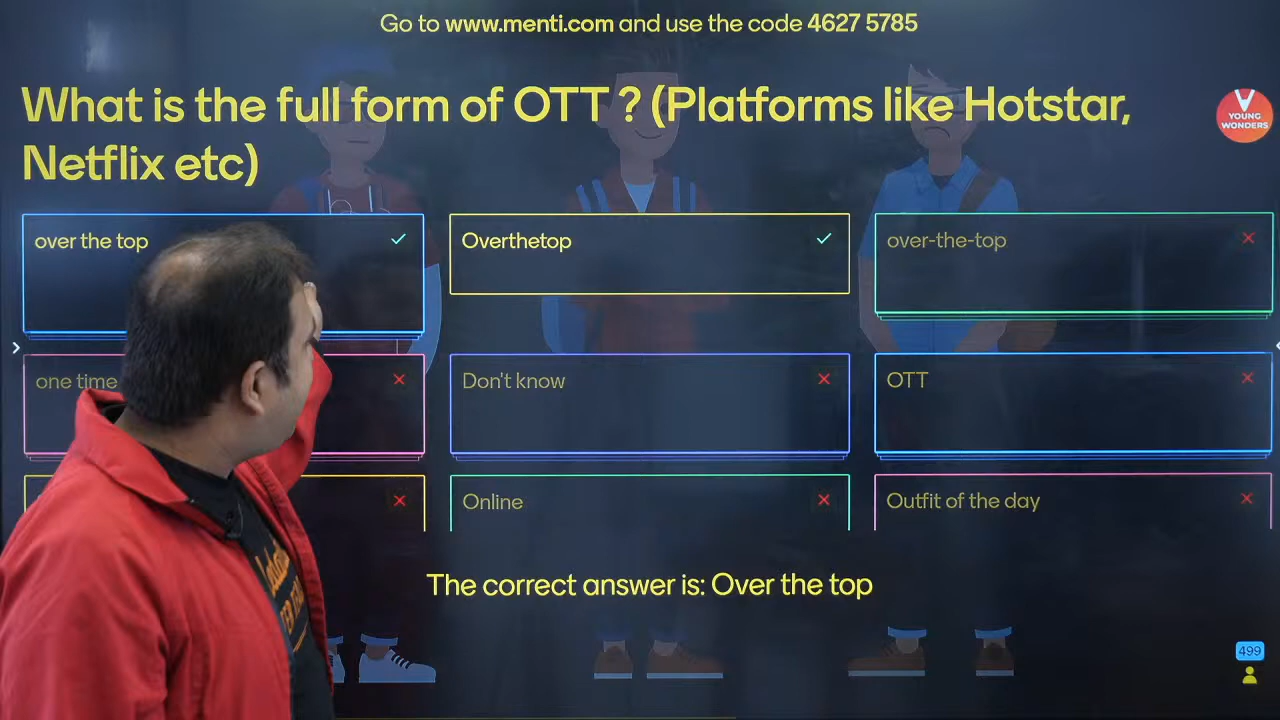 Go to www.menti.com and use the code 4627 5785
What is the full form of OTT ? (Platforms like Hotstar,
Netflix etc)
YOUNG
WONDERS
over the top
Overthetop
over-the-top
one time
Don't know
OTT
Online
Outfit of the day
The correct answer is: Over the top
499